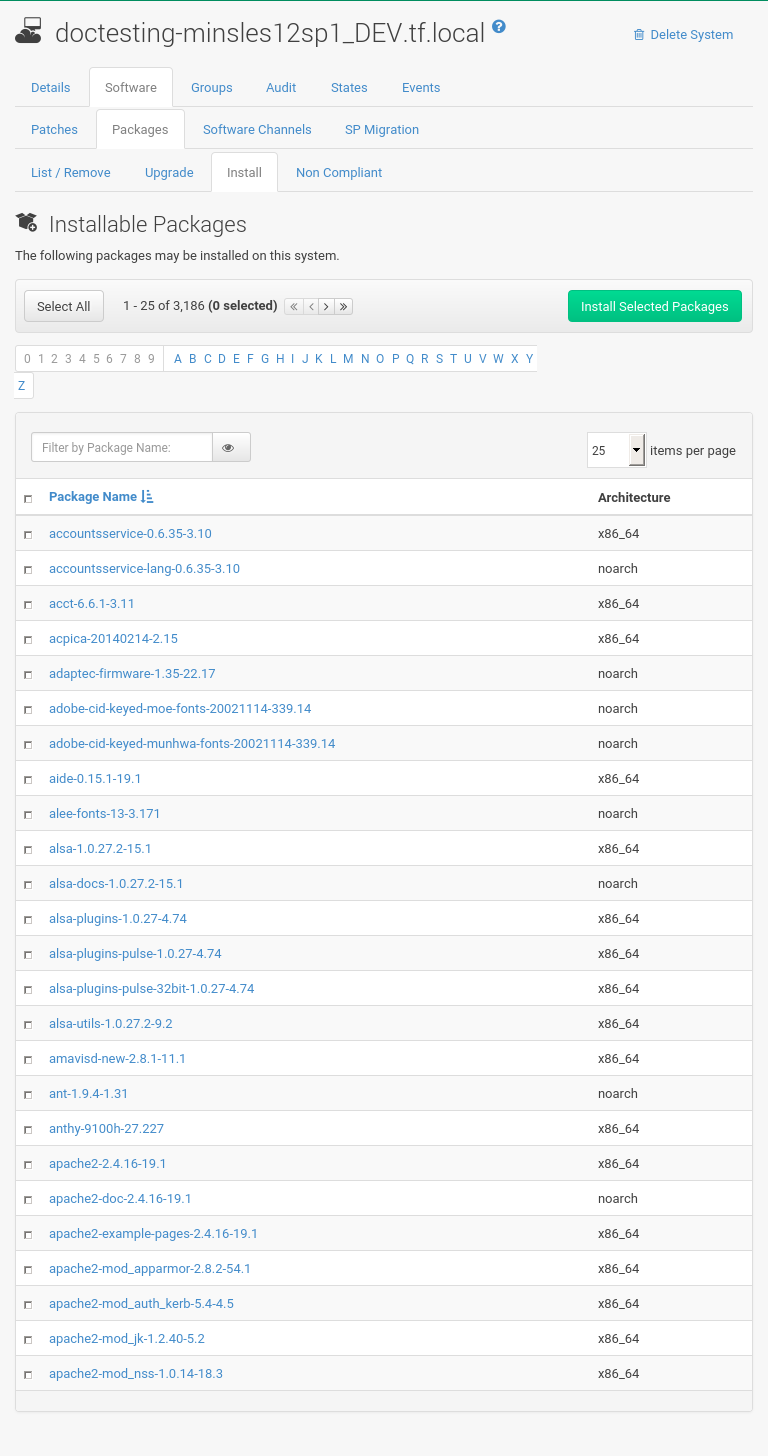 doctesting-minsles12sp1_DEV.tf.local ? Delete System
Details Software Groups Audit States Events
Patches Packages Software Channels SP Migration
List / Remove Upgrade Install Non Compliant
Installable Packages
The following packages may be installed on this system.
Select All 1 - 25 of 3,186 (0 selected) Install Selected Packages
0 1 2 3 4 5 6 7 8 9 A B C D E F G H I J K L M N O P Q R S T U V W X Y
Z
Filter by Package Name: 25 items per page
Package Name Architecture
accountsservice-0.6.35-3.10 x86_64
accountsservice-lang-0.6.35-3.10 noarch
acct-6.6.1-3.11 x86_64
acpica-20140214-2.15 x86_64
adaptec-firmware-1.35-22.17 noarch
adobe-cid-keyed-moe-fonts-20021114-339.14 noarch
adobe-cid-keyed-munhwa-fonts-20021114-339.14 noarch
aide-0.15.1-19.1 x86_64
alee-fonts-13-3.171 noarch
alsa-1.0.27.2-15.1 x86_64
alsa-docs-1.0.27.2-15.1 noarch
alsa-plugins-1.0.27-4.74 x86_64
alsa-plugins-pulse-1.0.27-4.74 x86_64
alsa-plugins-pulse-32bit-1.0.27-4.74 x86_64
alsa-utils-1.0.27.2-9.2 x86_64
amavisd-new-2.8.1-11.1 x86_64
ant-1.9.4-1.31 noarch
anthy-9100h-27.227 x86_64
apache2-2.4.16-19.1 x86_64
apache2-doc-2.4.16-19.1 noarch
apache2-example-pages-2.4.16-19.1 x86_64
apache2-mod_apparmor-2.8.2-54.1 x86_64
apache2-mod_auth_kerb-5.4-4.5 x86_64
apache2-mod_jk-1.2.40-5.2 x86_64
apache2-mod_nss-1.0.14-18.3 x86_64